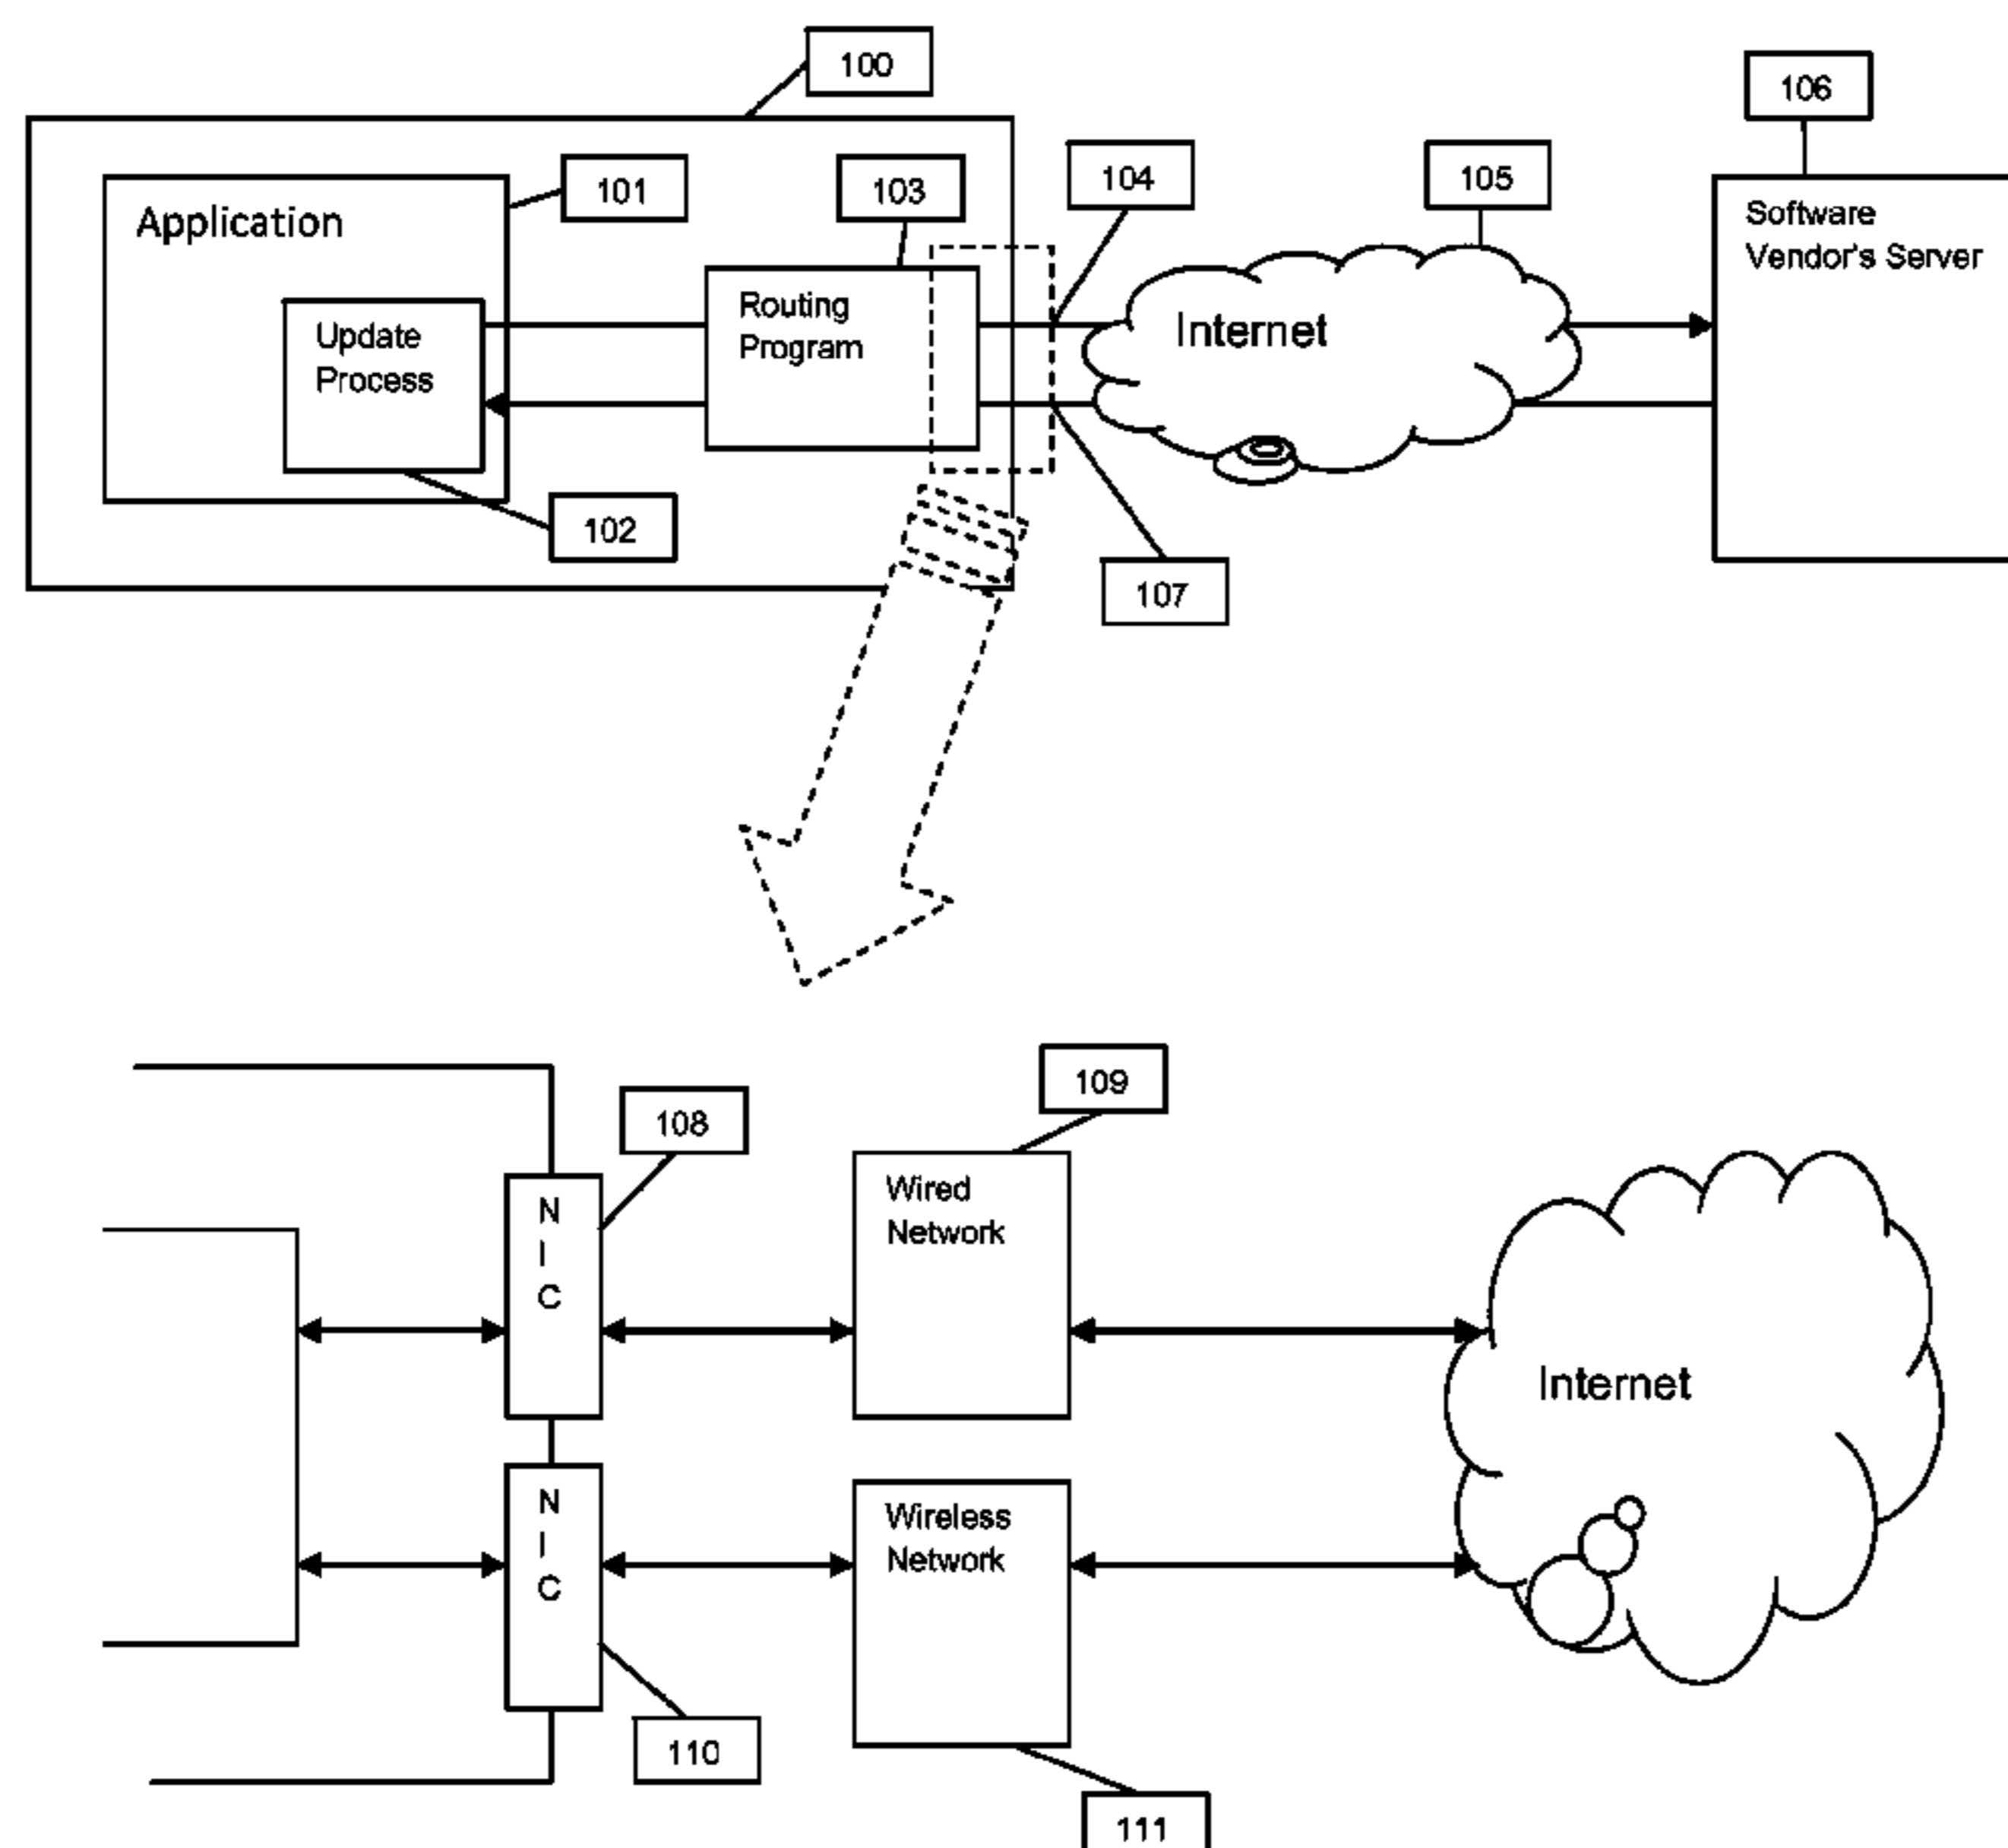 100
106
101
103
104
105
Application
Software
Vendor's Server
Update
Process
Routing
Program
Internet
102
107
109
108
N
I
C
Wired
Network
Internet
N
I
C
Wireless
Network
110
111